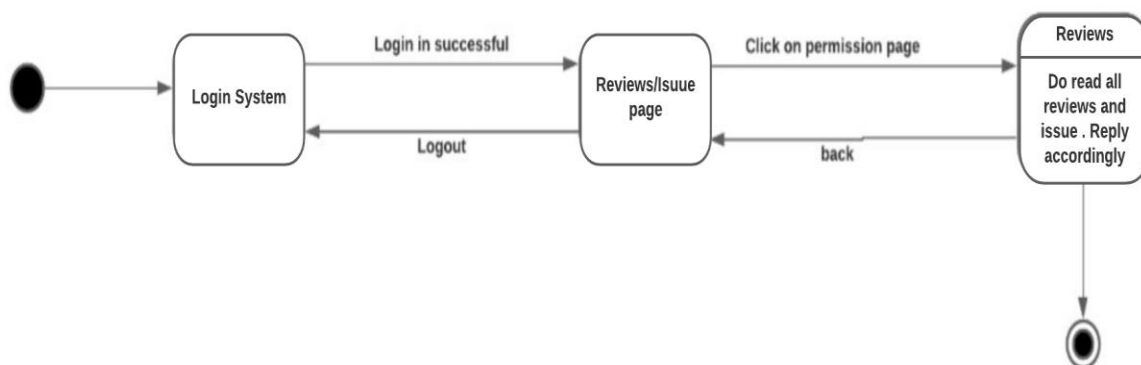 Login System
Login in successful
Logout
Reviews/Isuue
page
Click on permission page
back
Reviews
Do read all
reviews and
issue . Reply
accordingly